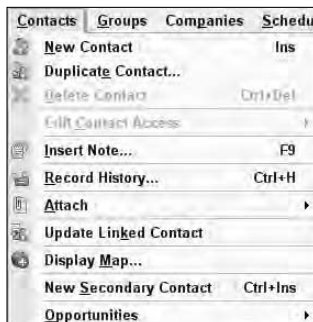 Contacts Groups Companies Schedu
New Contact Ins
Duplicate Contact...
Delete Contact Ctrl+Del
Edit Contact Access
Insert Note... F9
Record History... Ctrl+H
Attach
Update Linked Contact
Display Map...
New Secondary Contact Ctrl+Ins
Opportunities